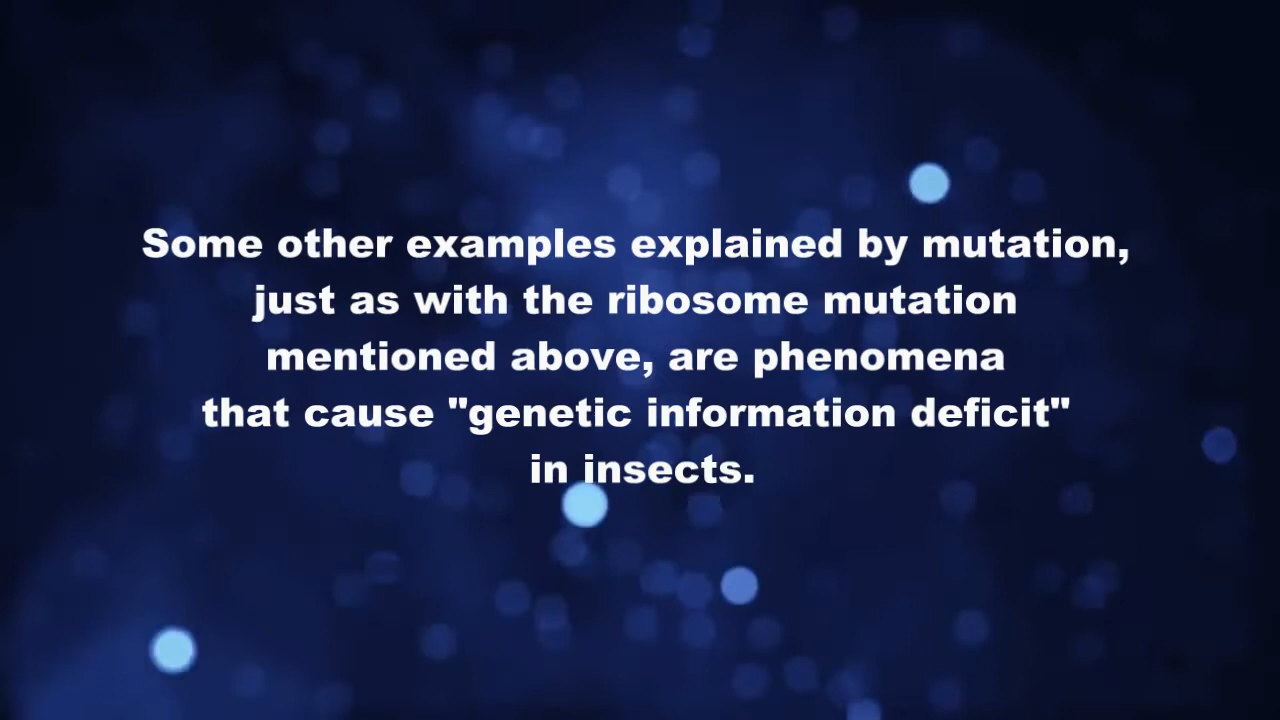 Some other examples explained by mutation,
just as with the ribosome mutation
mentioned above, are phenomena
that cause "genetic information deficit"
in insects.